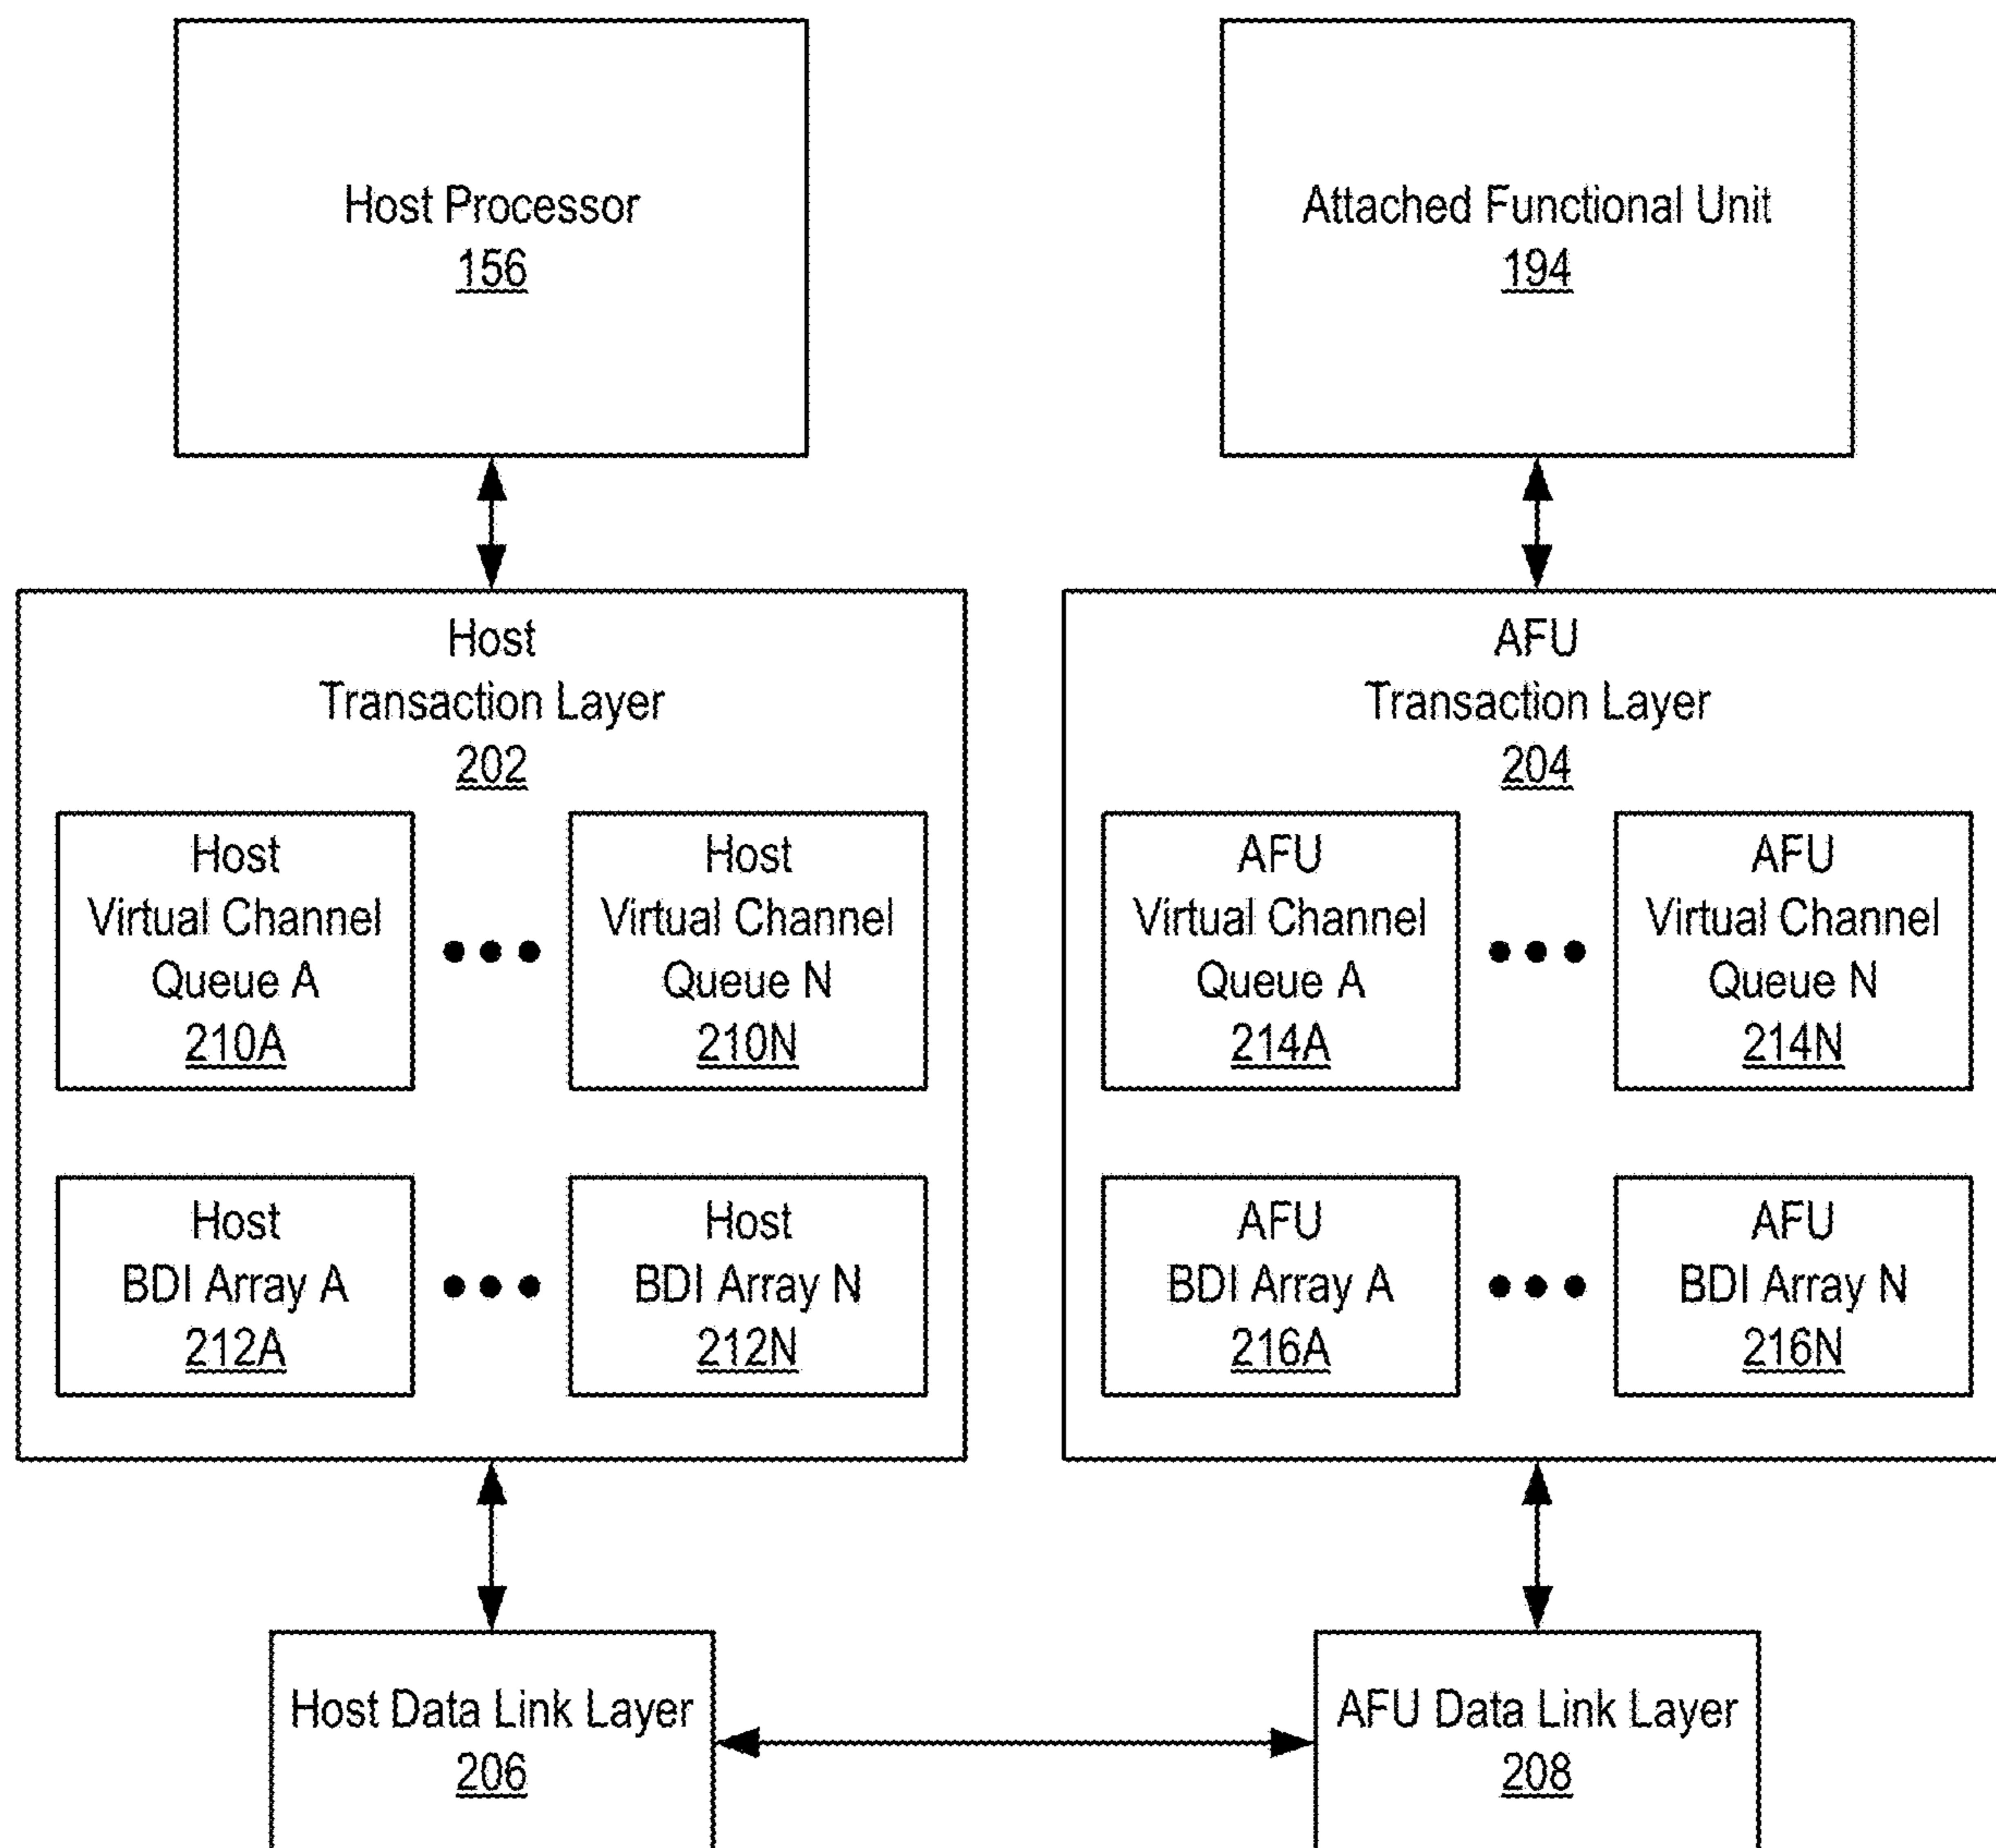 Host Processor
156
Attached Functional Unit
194
Host
Transaction Layer
202
Host
Virtual Channel
Queue A
210A
Host
Virtual Channel
Queue N
210N
Host
BDI Array A
212A
Host
BDI Array N
212N
AFU
Transaction Layer
204
AFU
Virtual Channel
Queue A
214A
AFU
Virtual Channel
Queue N
214N
AFU
BDI Array A
216A
AFU
BDI Array N
216N
Host Data Link Layer
206
AFU Data Link Layer
208